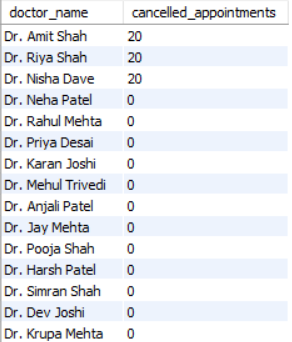 doctor_name cancelled_appointments
Dr. Amit Shah 20
Dr. Riya Shah 20
Dr. Nisha Dave 20
Dr. Neha Patel 0
Dr. Rahul Mehta 0
Dr. Priya Desai 0
Dr. Karan Joshi 0
Dr. Mehul Trivedi 0
Dr. Anjali Patel 0
Dr. Jay Mehta 0
Dr. Pooja Shah 0
Dr. Harsh Patel 0
Dr. Simran Shah 0
Dr. Dev Joshi 0
Dr. Krupa Mehta 0